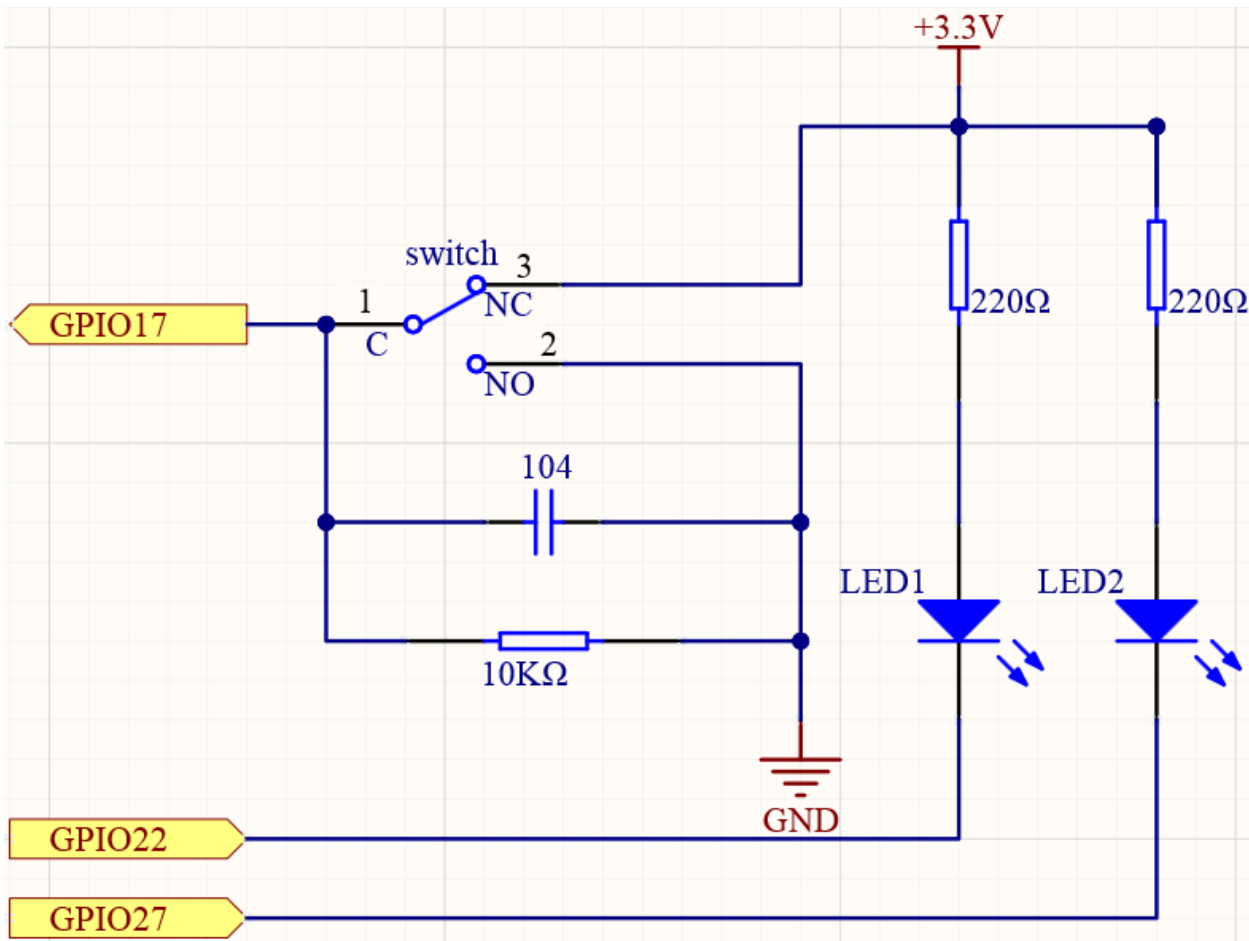 +3.3V
switch
3
1
GPIO17
NC
C
2
NO
220Ω
220Ω
104
LED1
LED2
10KΩ
GND
GPIO22
GPIO27